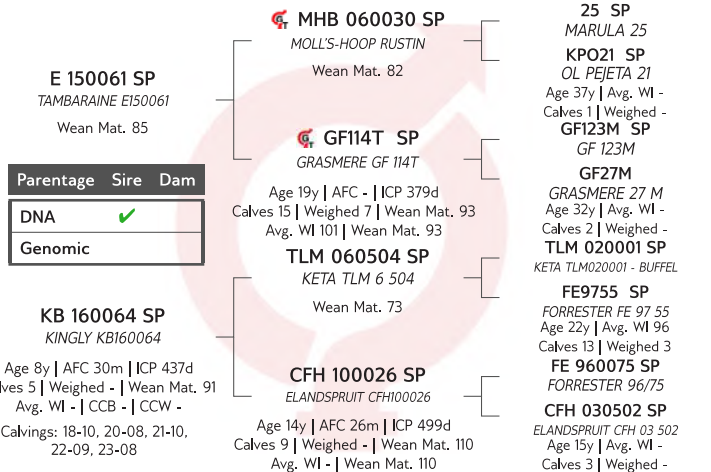 E 150061 SP
TAMBARAINE E150061
Wean Mat. 85
Parentage Sire Dam
DNA ✔
Genomic
KB 160064 SP
KINGLY KB160064
Age 8y | AFC 30m | ICP 437d
lves 5 | Weighed - | Wean Mat. 91
Avg. WI - | CCB - | CCW -
Calvings: 18-10, 20-08, 21-10,
22-09, 23-08
MHB 060030 SP
MOLL'S-HOOP RUSTIN
Wean Mat. 82
GF114T SP
GRASMERE GF 114T
Age 19y | AFC - | ICP 379d
Calves 15 | Weighed 7 | Wean Mat. 93
Avg. WI 101 | Wean Mat. 93
TLM 060504 SP
KETA TLM 6 504
Wean Mat. 73
CFH 100026 SP
ELANDSPRUIT CFH100026
Age 14y | AFC 26m | ICP 499d
Calves 9 | Weighed - | Wean Mat. 110
Avg. WI - | Wean Mat. 110
25 SP
MARULA 25
KPO21 SP
OL PEJETA 21
Age 37y | Avg. WI -
Calves 1 | Weighed -
GF123M SP
GF 123M
GF27M
GRASMERE 27 M
Age 32y | Avg. WI -
Calves 2 | Weighed -
TLM 020001 SP
KETA TLM020001 - BUFFEL
FE9755 SP
FORRESTER FE 97 55
Age 22y | Avg. WI 96
Calves 13 | Weighed 3
FE 960075 SP
FORRESTER 96/75
CFH 030502 SP
ELANDSPRUIT CFH 03 502
Age 15y | Avg. WI -
Calves 3 | Weighed -